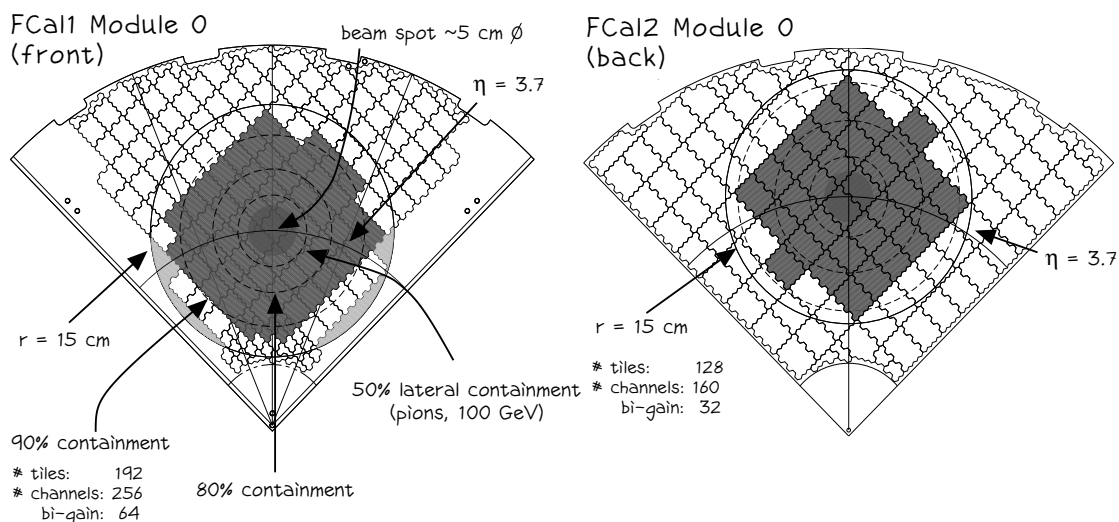 FCal1 Module 0
(front)
beam spot ~5 cm Ø
η = 3.7
r = 15 cm
50% lateral containment
(pions, 100 GeV)
90% containment
# tiles: 192
# channels: 256
bi-gain: 64
80% containment
FCal2 Module 0
(back)
η = 3.7
r = 15 cm
# tiles: 128
# channels: 160
bi-gain: 32